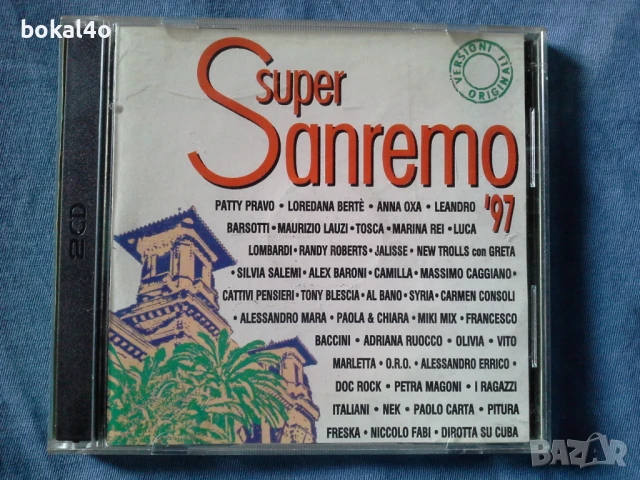 bokal4o
2CD
VERSIONI ORIGINALI
Super
Sanremo
'97
PATTY PRAVO • LOREDANA BERTÈ • ANNA OXA • LEANDRO
BARSOTTI • MAURIZIO LAUZI • TOSCA • MARINA REI • LUCA
LOMBARDI • RANDY ROBERTS • JALISSE • NEW TROLLS con GRETA
• SILVIA SALEMI • ALEX BARONI • CAMILLA • MASSIMO CAGGIANO •
CATTIVI PENSIERI • TONY BLESCIA • AL BANO • SYRIA • CARMEN CONSOLI
• ALESSANDRO MARA • PAOLA & CHIARA • MIKI MIX • FRANCESCO
BACCINI • ADRIANA RUOCCO • OLIVIA • VITO
MARLETTA • O.R.O. • ALESSANDRO ERRICO •
DOC ROCK • PETRA MAGONI • I RAGAZZI
ITALIANI • NEK • PAOLO CARTA • PITURA
FRESKA • NICCOLO FABI • DIROTTA SU CUBA
BAZAR